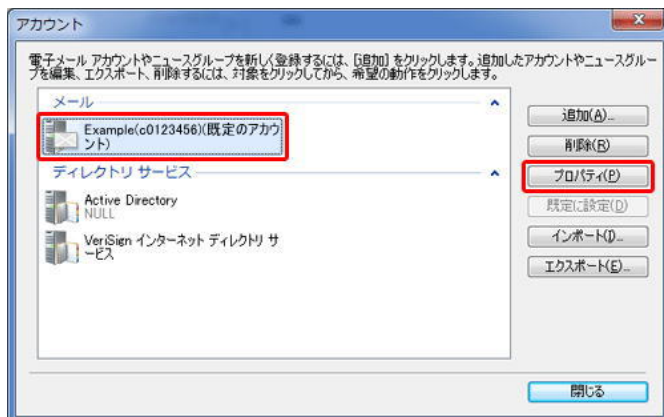 アカウント
電子メール アカウントやニュースグループを新しく登録するには、[追加] をクリックします。追加したアカウントやニュースグルー
プを編集、エクスポート、削除するには、対象をクリックしてから、希望の動作をクリックします。
メール
Example(c0123456)(既定のアカウ
ント)
ディレクトリ サービス
Active Directory
NULL
VeriSign インターネット ディレクトリ サ
ービス
追加(A)...
削除(R)
プロパティ(P)
既定に設定(D)
インポート(I)...
エクスポート(E)...
閉じる